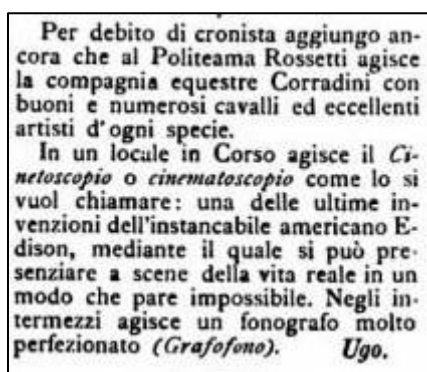 Per debito di cronista aggiungo an-
cora che al Politeama Rossetti agisce
la compagnia equestre Corradini con
buoni e numerosi cavalli ed eccellenti
artisti d'ogni specie.
In un locale in Corso agisce il Ci-
netoscopio o cinematoscopio come lo si
vuol chiamare: una delle ultime in-
venzioni dell'instancabile americano E-
dison, mediante il quale si può pre-
senziare a scene della vita reale in un
modo che pare impossibile. Negli in-
termezzi agisce un fonografo molto
perfezionato (Grafofono). Ugo.